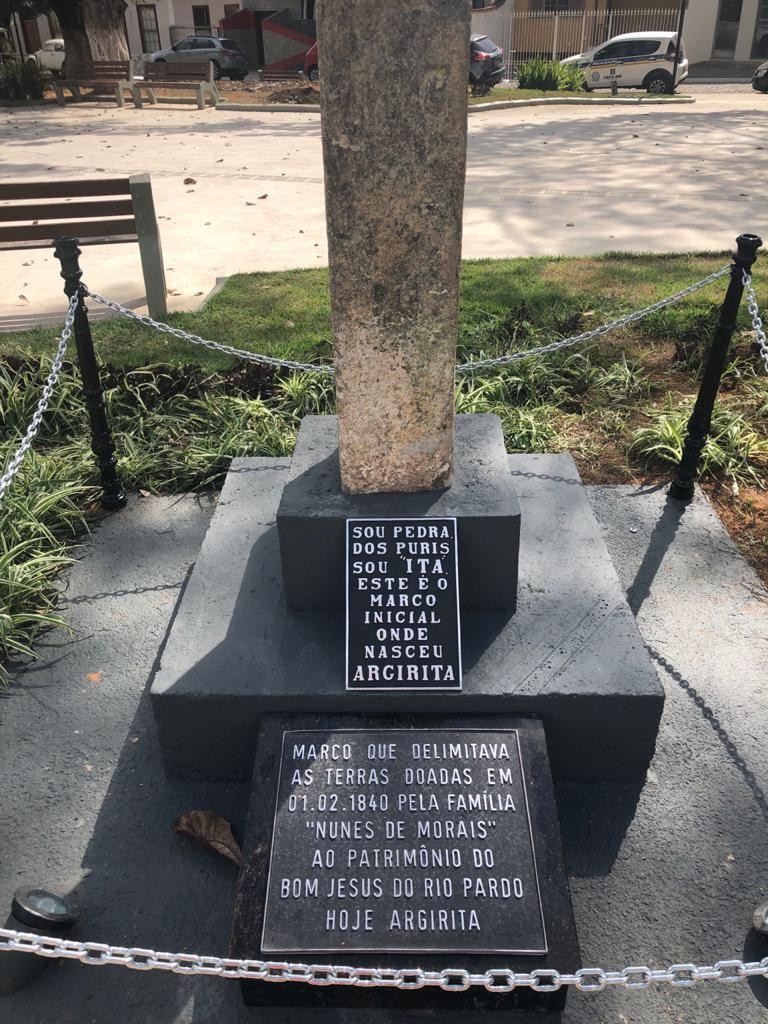 SOU PEDRA
DOS PURIS
SOU "ITA"
ESTE É O
MARCO
INICIAL
ONDE
NASCEU
ARGIRITA
MARCO QUE DELIMITAVA
AS TERRAS DOADAS EM
01.02.1840 PELA FAMÍLIA
"NUNES DE MORAIS"
AO PATRIMÔNIO DO
BOM JESUS DO RIO PARDO
HOJE ARGIRITA